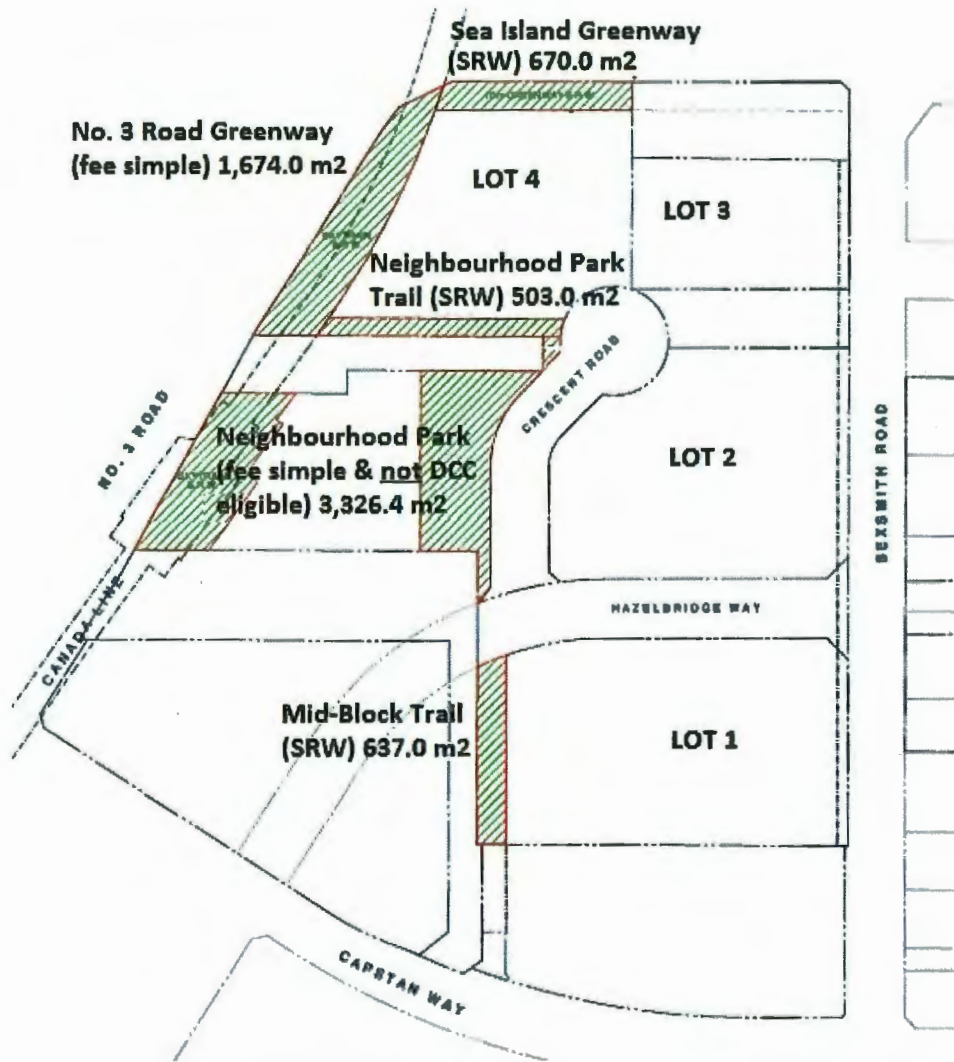 Sea Island Greenway
(SRW) 670.0 m2
No. 3 Road Greenway
(fee simple) 1,674.0 m2
LOT 4
LOT 3
Neighbourhood Park
Trail (SRW) 503.0 m2
CRESCENT ROAD
NO. 3 ROAD
Neighbourhood Park
(fee simple & not DCC
eligible) 3,326.4 m2
LOT 2
SEXSMITH ROAD
HAZELBRIDGE WAY
CANADA LINE
Mid-Block Trail
(SRW) 637.0 m2
LOT 1
CAPSTAN WAY